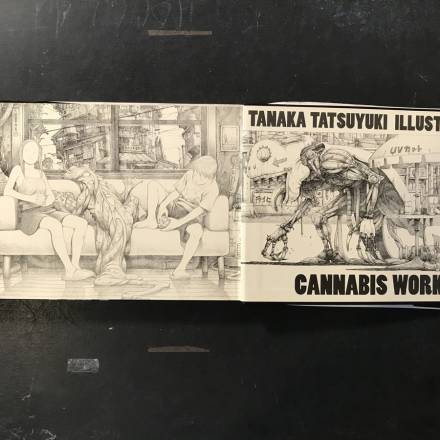 TANAKA TATSUYUKI ILLUST
UVカット
CANNABIS WORK